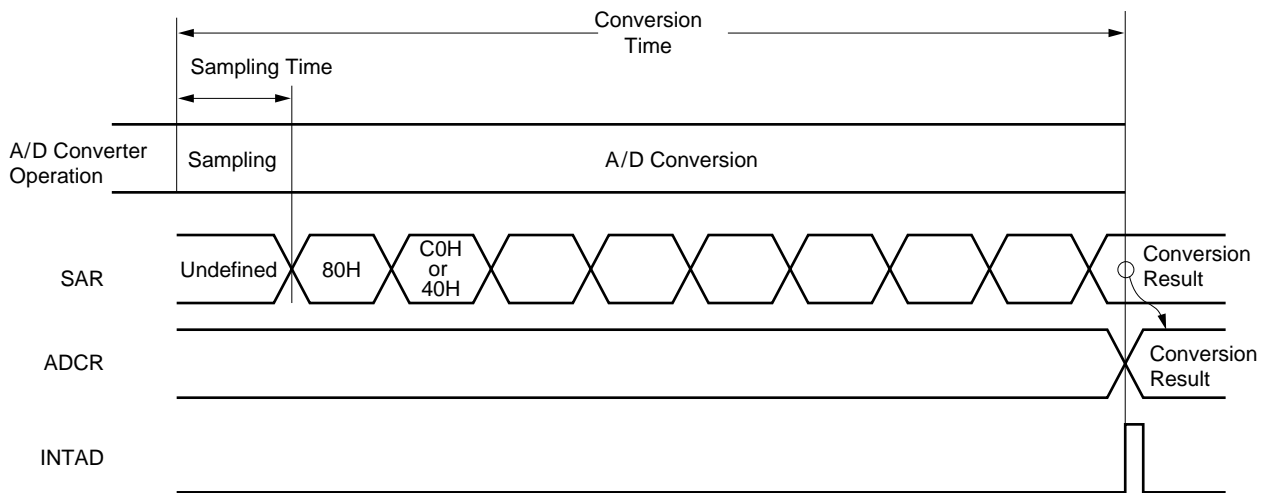 Conversion
Time
Sampling Time
A/D Converter
Operation
Sampling
A/D Conversion
SAR
Undefined
80H
C0H
or
40H
Conversion
Result
ADCR
Conversion
Result
INTAD